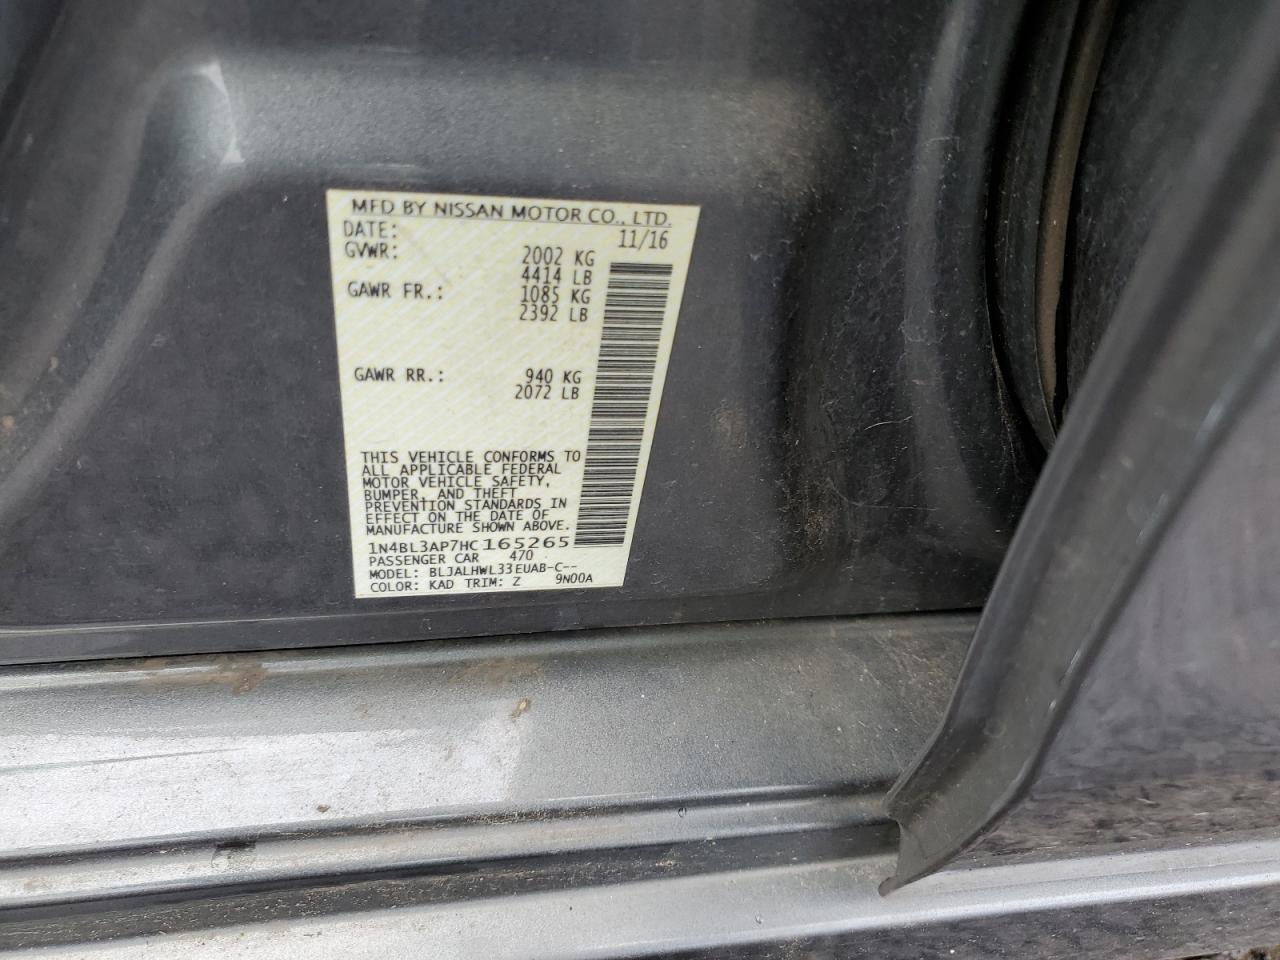 MFD BY NISSAN MOTOR CO., LTD.
DATE: 11/16
GVWR: 2002 KG
4414 LB
GAWR FR.: 1085 KG
2392 LB
GAWR RR.: 940 KG
2072 LB
THIS VEHICLE CONFORMS TO
ALL APPLICABLE FEDERAL
MOTOR VEHICLE SAFETY,
BUMPER, AND THEFT
PREVENTION STANDARDS IN
EFFECT ON THE DATE OF
MANUFACTURE SHOWN ABOVE.
1N4BL3AP7HC165265
PASSENGER CAR 470
MODEL: BLJALHWL33EUAB-C--
COLOR: KAD TRIM: Z 9N00A